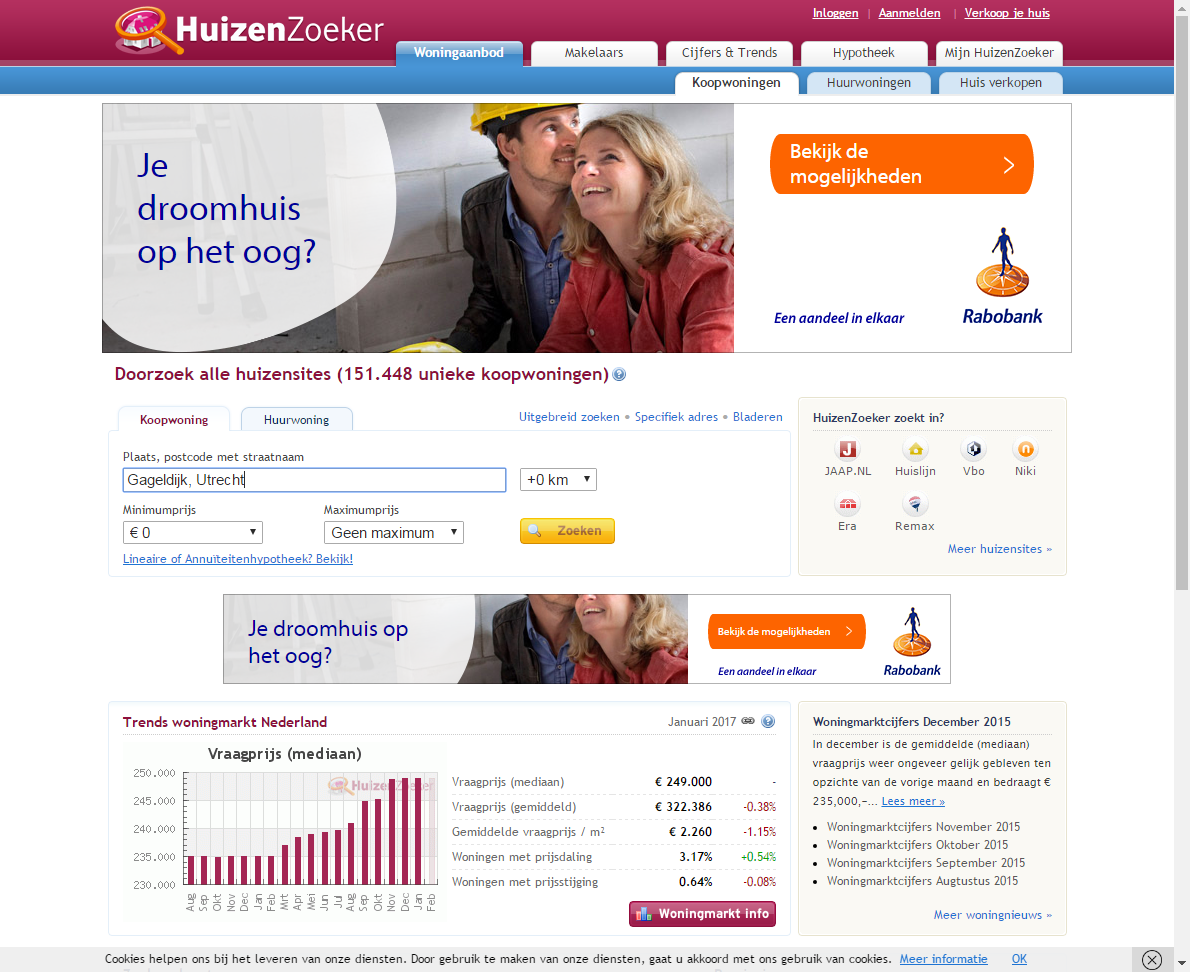 Inloggen | Aanmelden | Verkoop je huis
HuizenZoeker
Woningaanbod Makelaars Cijfers & Trends Hypotheek Mijn HuizenZoeker
Koopwoningen Huurwoningen Huis verkopen
Je
droomhuis
op het oog?
Bekijk de
mogelijkheden
Een aandeel in elkaar
Rabobank
Doorzoek alle huizensites (151.448 unieke koopwoningen)
Koopwoning Huurwoning
Uitgebreid zoeken • Specifiek adres • Bladeren
Plaats, postcode met straatnaam
Gageldijk, Utrecht +0 km
Minimumprijs Maximumprijs
€ 0 Geen maximum Zoeken
Lineaire of Annuïteitenhypotheek? Bekijk!
HuizenZoeker zoekt in?
JAAP.NL Huislijn Vbo Niki
Era Remax
Meer huizensites »
Je droomhuis op
het oog?
Bekijk de mogelijkheden
Een aandeel in elkaar
Rabobank
Trends woningmarkt Nederland Januari 2017
Vraagprijs (mediaan)
HuizenZoeker
250.000
245.000
240.000
235.000
230.000
Aug Sep Okt Nov Dec Jan Feb Mrt Apr Mei Jun Jul Aug Sep Okt Nov Dec Jan Feb
Vraagprijs (mediaan) € 249.000 -
Vraagprijs (gemiddeld) € 322.386 -0.38%
Gemiddelde vraagprijs / m² € 2.260 -1.15%
Woningen met prijsdaling 3.17% +0.54%
Woningen met prijsstijging 0.64% -0.08%
Woningmarkt info
Woningmarktcijfers December 2015
In december is de gemiddelde (mediaan)
vraagprijs weer ongeveer gelijk gebleven ten
opzichte van de vorige maand en bedraagt €
235,000,-... Lees meer »
• Woningmarktcijfers November 2015
• Woningmarktcijfers Oktober 2015
• Woningmarktcijfers September 2015
• Woningmarktcijfers Augtustus 2015
Meer woningnieuws »
Cookies helpen ons bij het leveren van onze diensten. Door gebruik te maken van onze diensten, gaat u akkoord met ons gebruik van cookies. Meer informatie OK